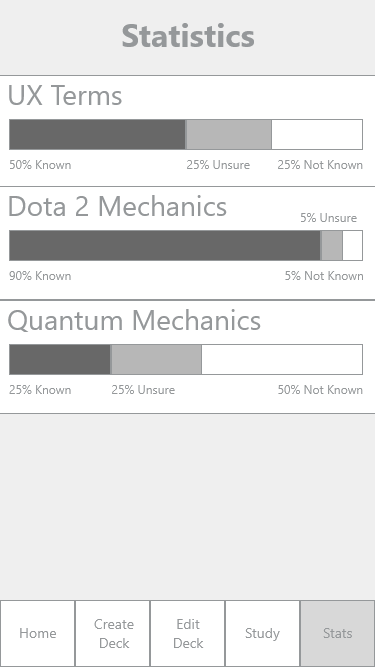 Statistics
UX Terms
50% Known 25% Unsure 25% Not Known
Dota 2 Mechanics
5% Unsure
90% Known 5% Not Known
Quantum Mechanics
25% Known 25% Unsure 50% Not Known
Home
Create
Deck
Edit
Deck
Study
Stats